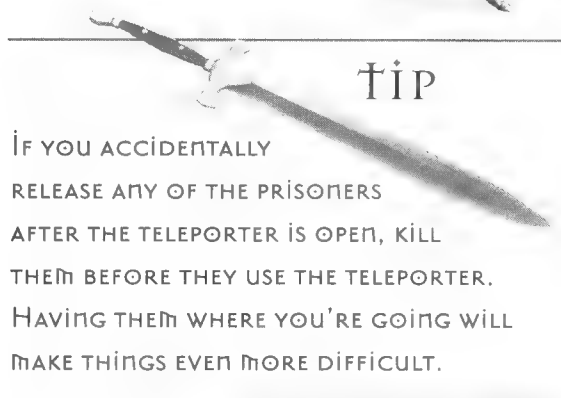 TIP
IF YOU ACCIDENTALLY
RELEASE ANY OF THE PRISONERS
AFTER THE TELEPORTER IS OPEN, KILL
THEM BEFORE THEY USE THE TELEPORTER.
HAVING THEM WHERE YOU'RE GOING WILL
MAKE THINGS EVEN MORE DIFFICULT.